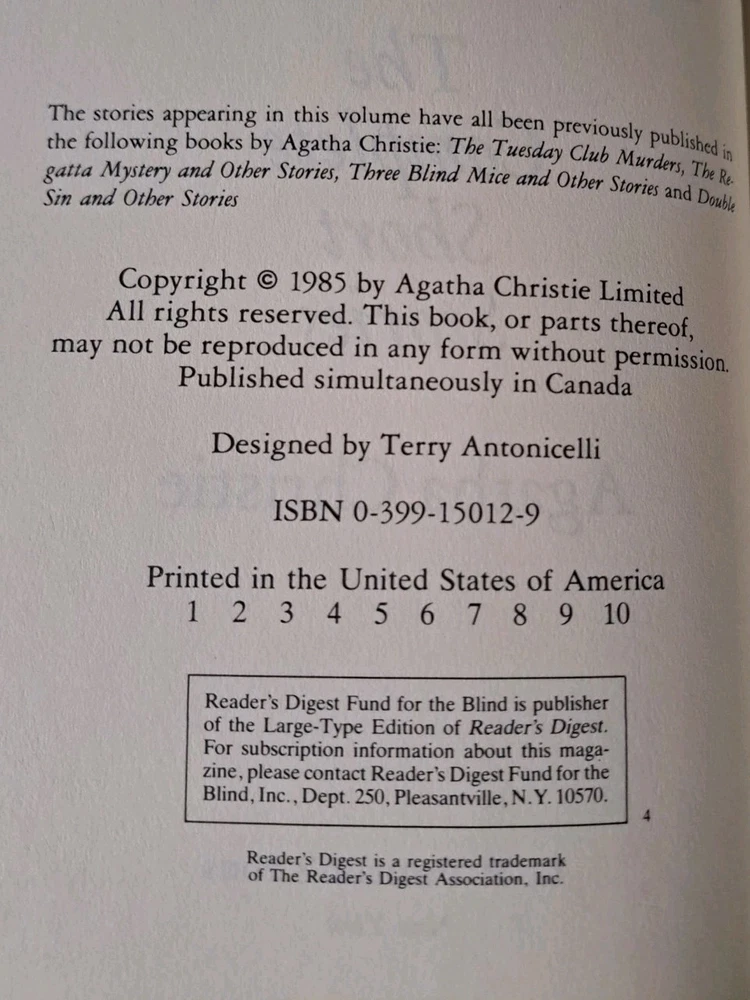 The stories appearing in this volume have all been previously published in
the following books by Agatha Christie: The Tuesday Club Murders, The Re-
gatta Mystery and Other Stories, Three Blind Mice and Other Stories and Double
Sin and Other Stories
Copyright © 1985 by Agatha Christie Limited
All rights reserved. This book, or parts thereof,
may not be reproduced in any form without permission.
Published simultaneously in Canada
Designed by Terry Antonicelli
ISBN 0-399-15012-9
Printed in the United States of America
1 2 3 4 5 6 7 8 9 10
Reader's Digest Fund for the Blind is publisher
of the Large-Type Edition of Reader's Digest.
For subscription information about this maga-
zine, please contact Reader's Digest Fund for the
Blind, Inc., Dept. 250, Pleasantville, N.Y. 10570.
4
Reader's Digest is a registered trademark
of The Reader's Digest Association, Inc.